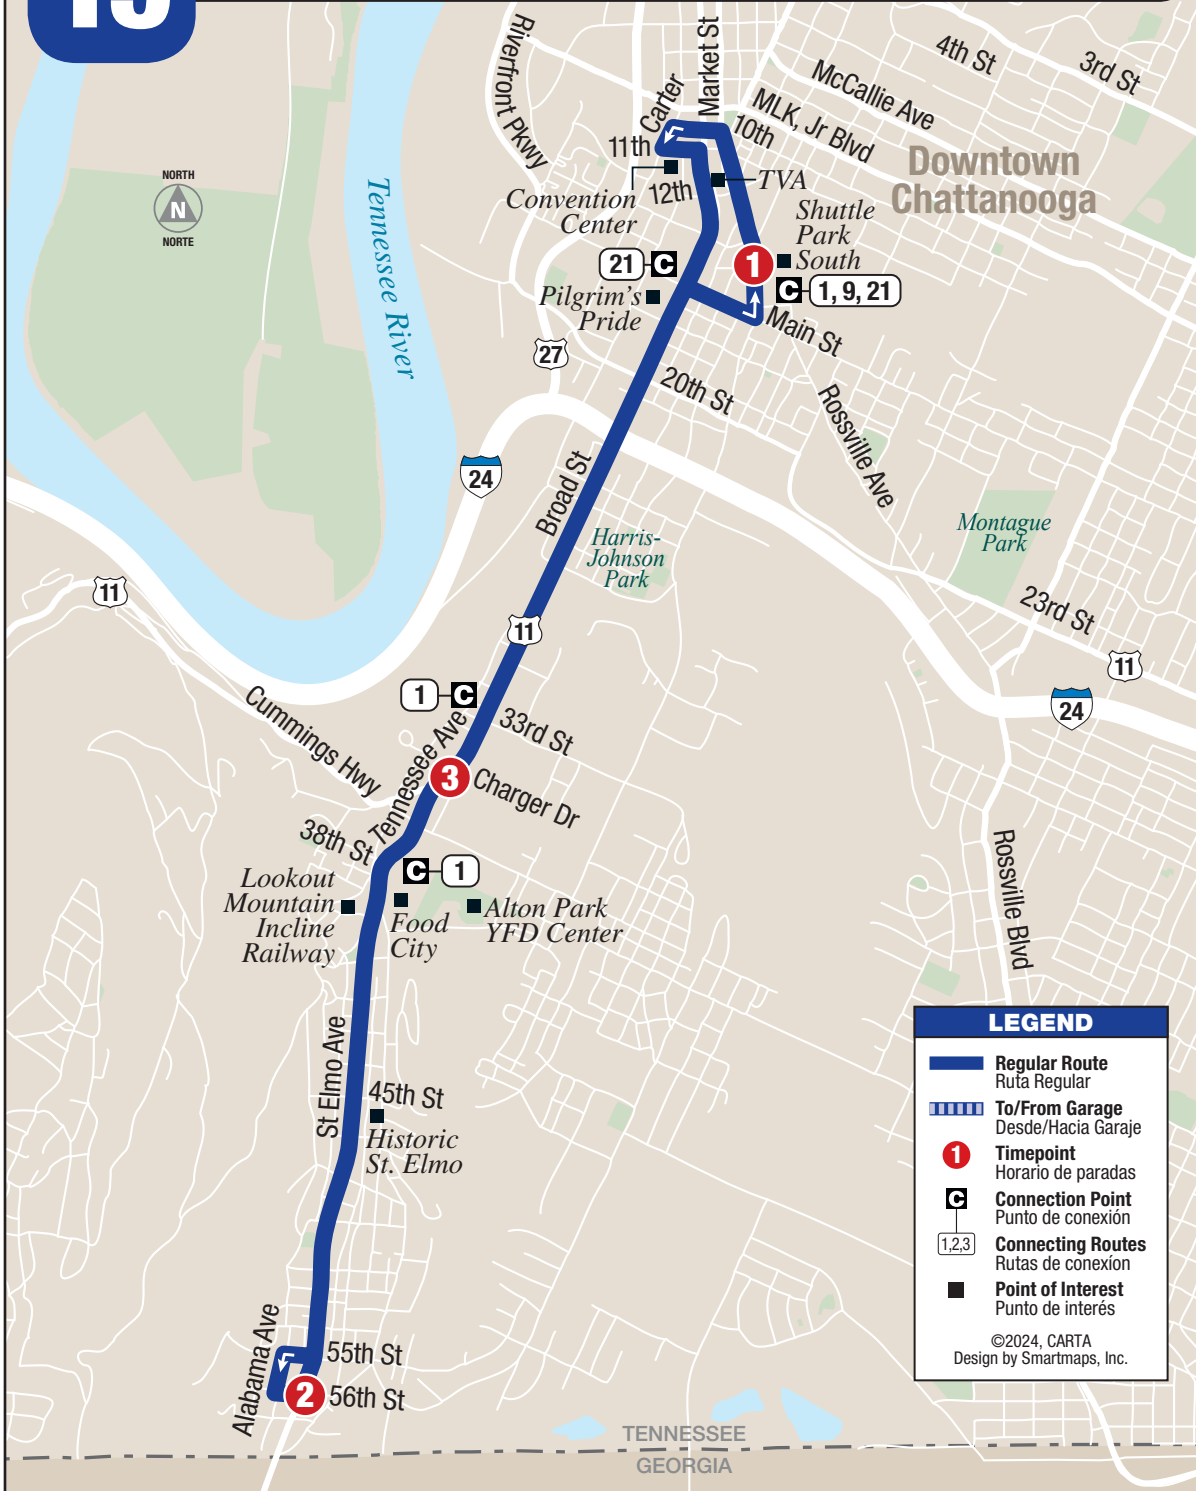 Riverfront Pkwy
Market St
4th St
3rd St
McCallie Ave
MLK, Jr Blvd
Carter
10th
11th
12th
Downtown
Chattanooga
NORTH
N
NORTE
Tennessee River
Convention
Center
TVA
Shuttle
Park
South
21
C
1
C
1, 9, 21
Pilgrim's
Pride
Main St
27
20th St
Rossville Ave
24
Broad St
Harris-
Johnson
Park
Montague
Park
11
23rd St
11
11
24
1
C
Cummings Hwy
Tennessee Ave
33rd St
3
Charger Dr
38th St
C
1
Rossville Blvd
Lookout
Mountain
Incline
Railway
Food
City
Alton Park
YFD Center
St Elmo Ave
45th St
Historic
St. Elmo
Alabama Ave
55th St
2
56th St
TENNESSEE
GEORGIA
LEGEND
Regular Route
Ruta Regular
To/From Garage
Desde/Hacia Garaje
1
Timepoint
Horario de paradas
C
Connection Point
Punto de conexión
1,2,3
Connecting Routes
Rutas de conexíon
Point of Interest
Punto de interés
©2024, CARTA
Design by Smartmaps, Inc.